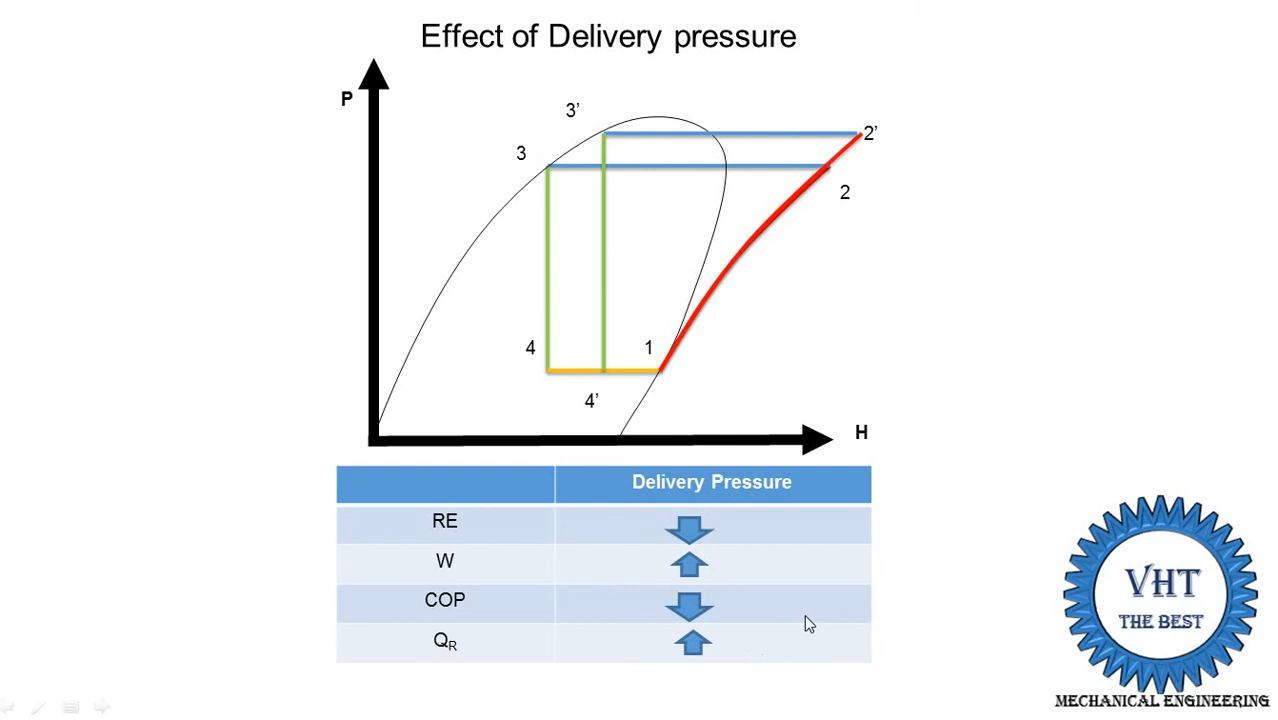 Effect of Delivery pressure
P
3’
2’
3
2
4
1
4’
H
Delivery Pressure
RE
W
COP
QR
VHT
THE BEST
MECHANICAL ENGINEERING